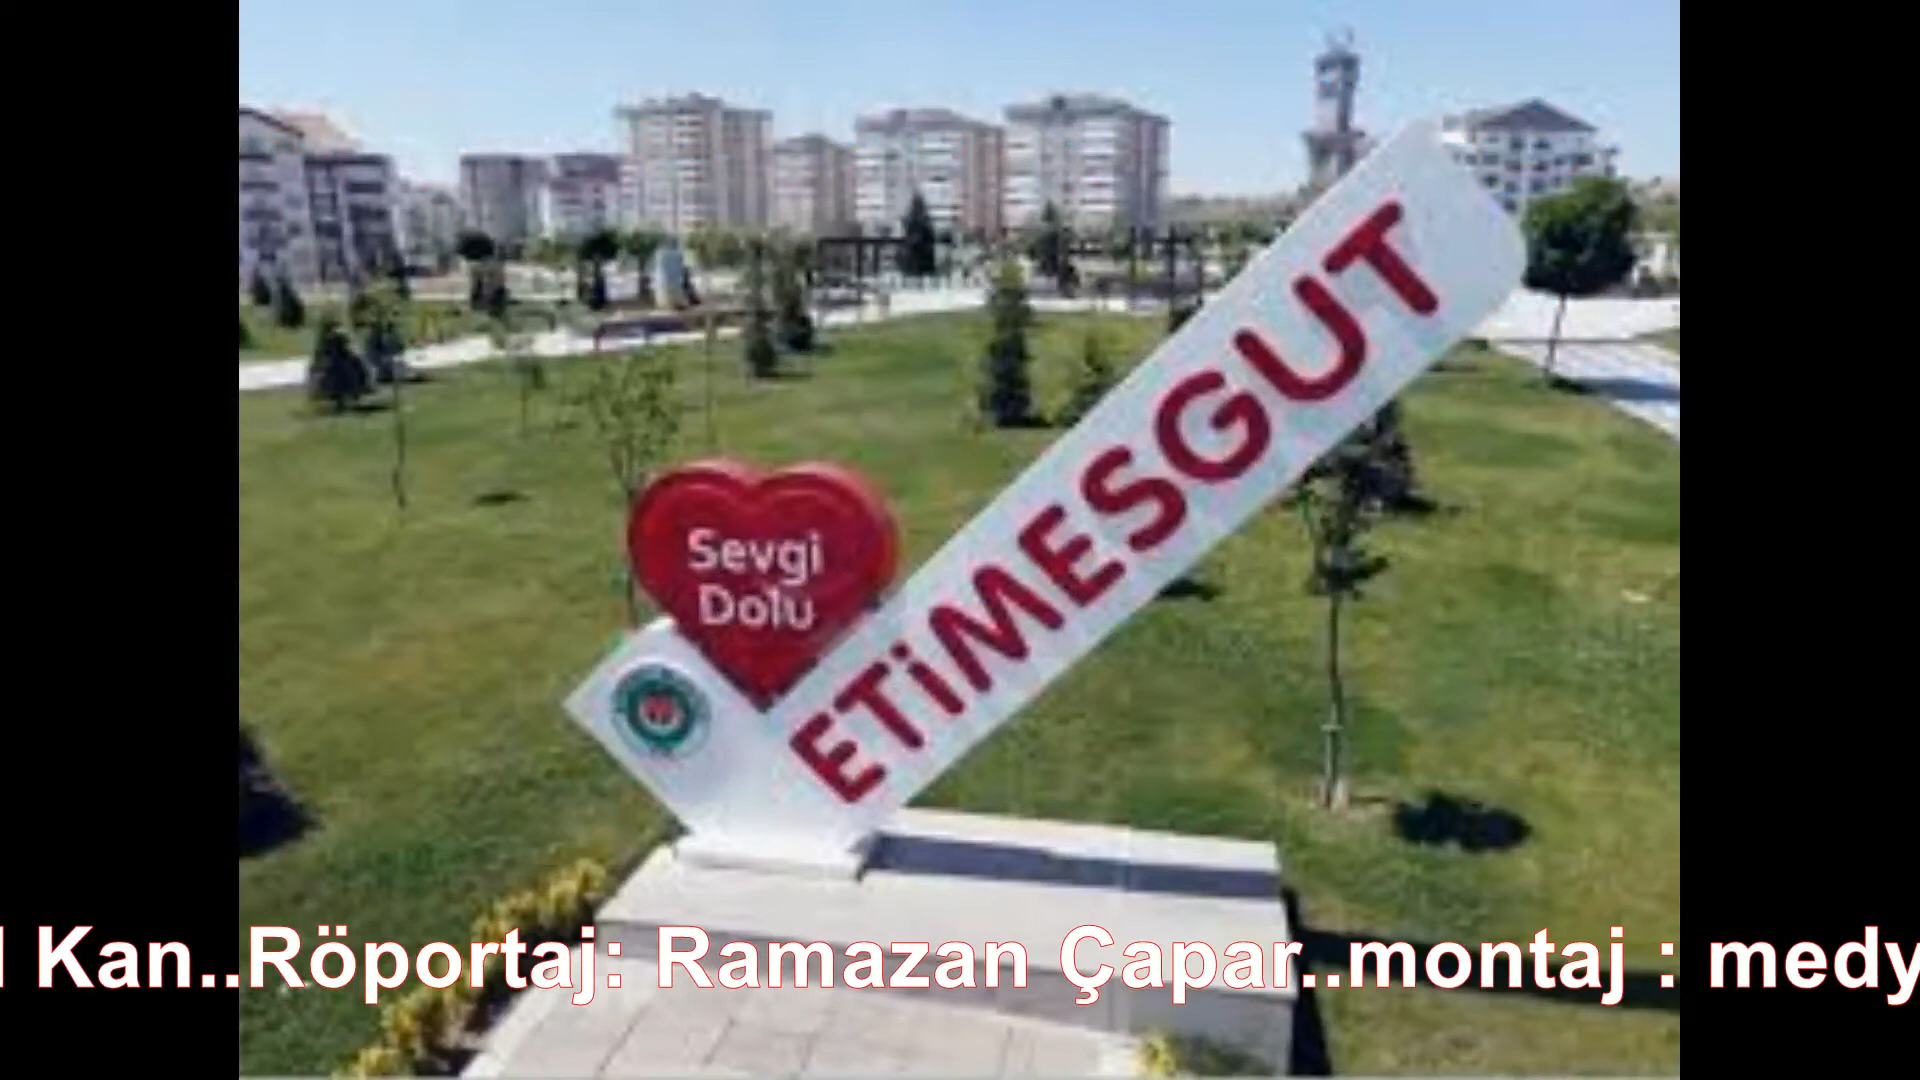 Sevgi
Dolu
ETiMESGUT
Kan..Röportaj: Ramazan Çapar..montaj : medy